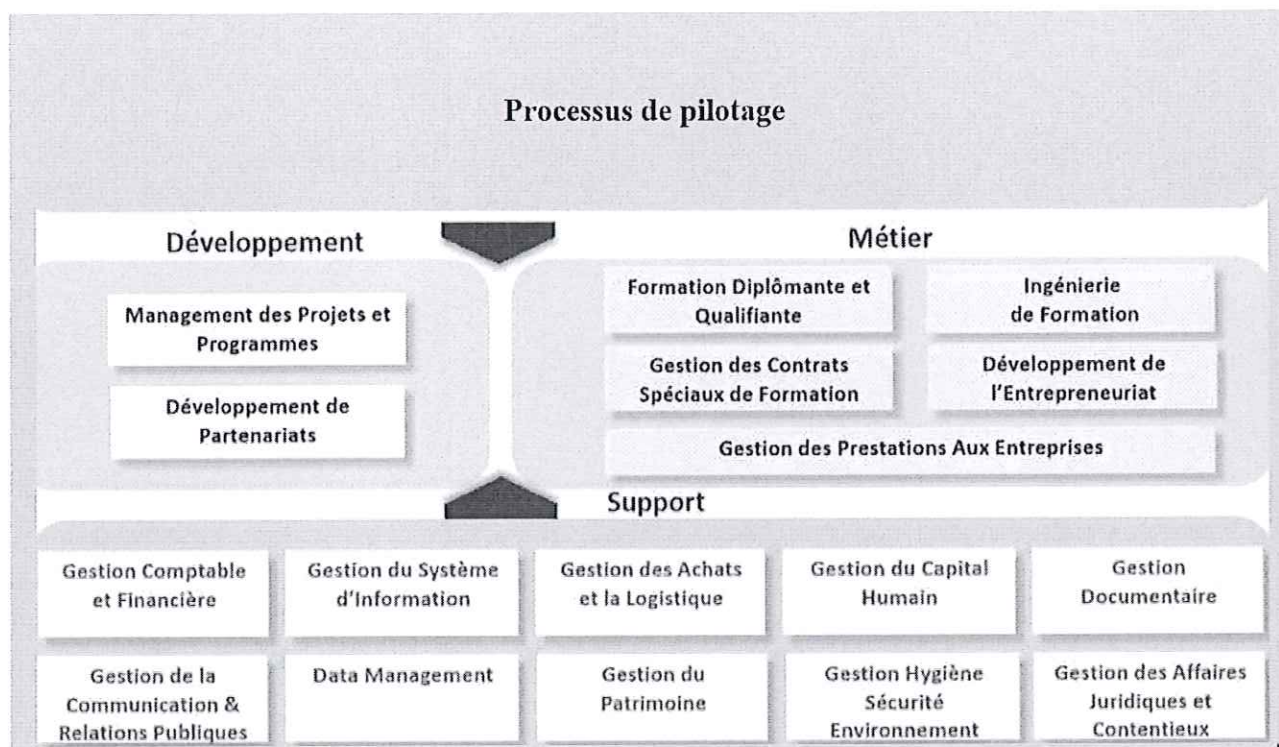 Processus de pilotage
Développement
Métier
Management des Projets et
Programmes
Développement de
Partenariats
Formation Diplômante et
Qualifiante
Ingénierie
de Formation
Gestion des Contrats
Spéciaux de Formation
Développement de
l'Entrepreneuriat
Gestion des Prestations Aux Entreprises
Support
Gestion Comptable
et Financière
Gestion du Système
d'Information
Gestion des Achats
et la Logistique
Gestion du Capital
Humain
Gestion
Documentaire
Gestion de la
Communication &
Relations Publiques
Data Management
Gestion du
Patrimoine
Gestion Hygiène
Sécurité
Environnement
Gestion des Affaires
Juridiques et
Contentieux